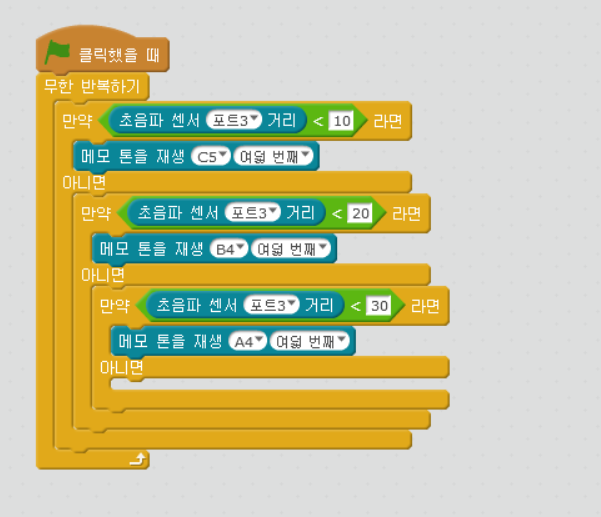 클릭했을 때
무한 반복하기
만약 초음파 센서 포트3 거리 < 10 라면
메모 톤을 재생 C5 여덟 번째
아니면
만약 초음파 센서 포트3 거리 < 20 라면
메모 톤을 재생 B4 여덟 번째
아니면
만약 초음파 센서 포트3 거리 < 30 라면
메모 톤을 재생 A4 여덟 번째
아니면